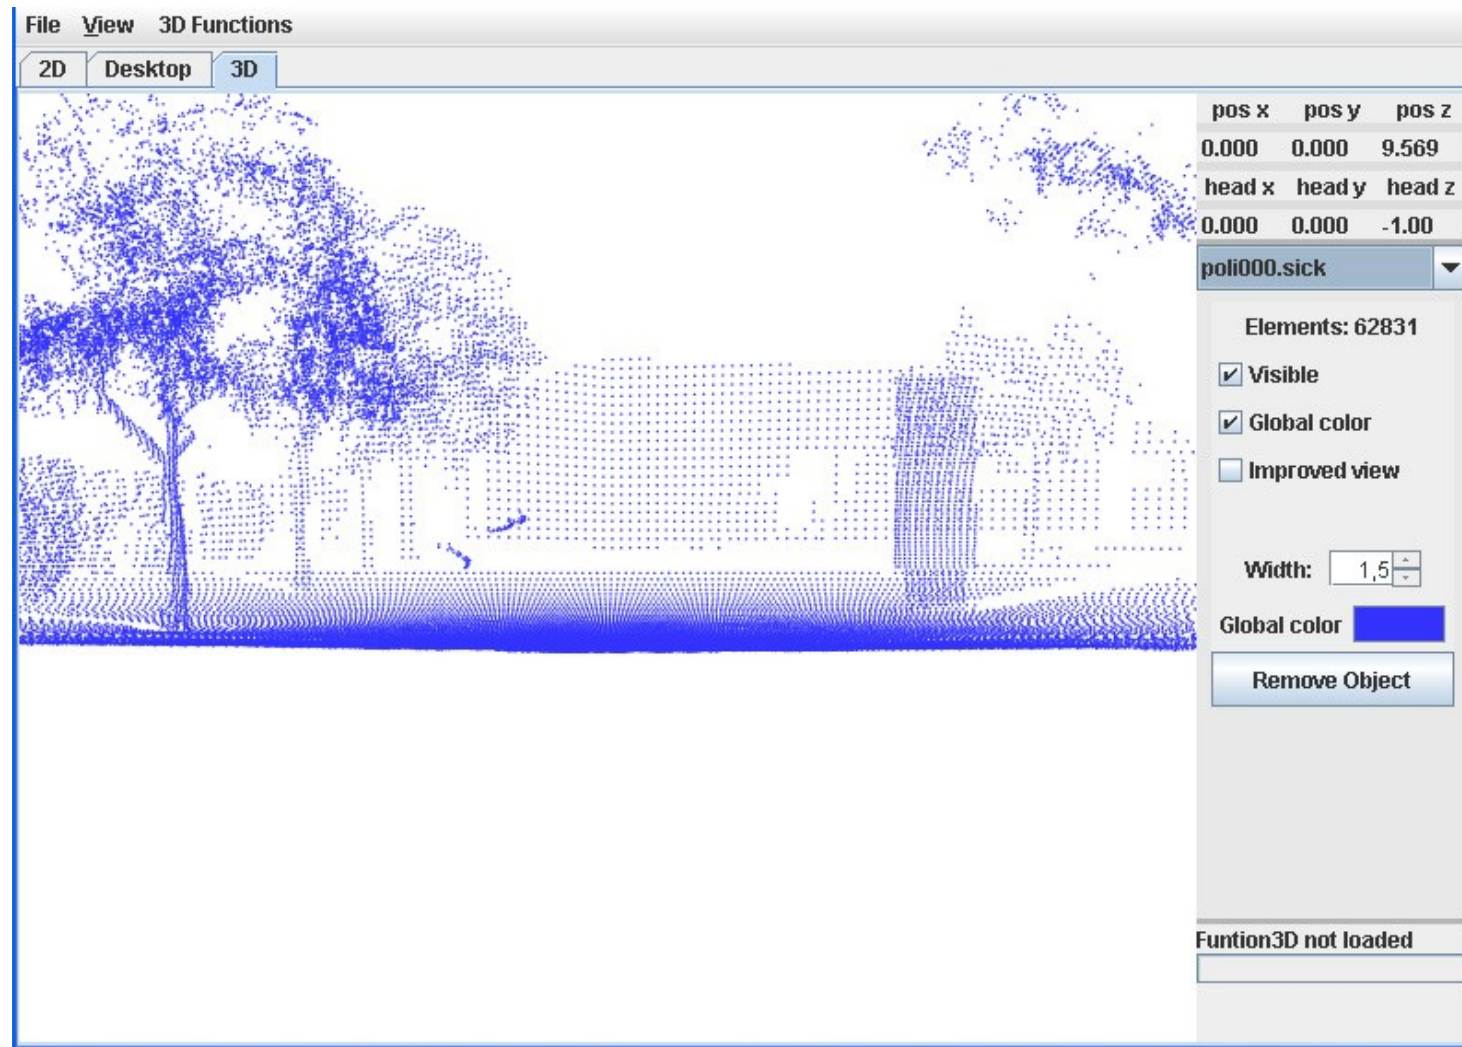 File View 3D Functions
2D Desktop 3D
pos x pos y pos z
0.000 0.000 9.569
head x head y head z
0.000 0.000 -1.00
poli000.sick
Elements: 62831
Visible
Global color
Improved view
Width: 1,5
Global color
Remove Object
Funtion3D not loaded